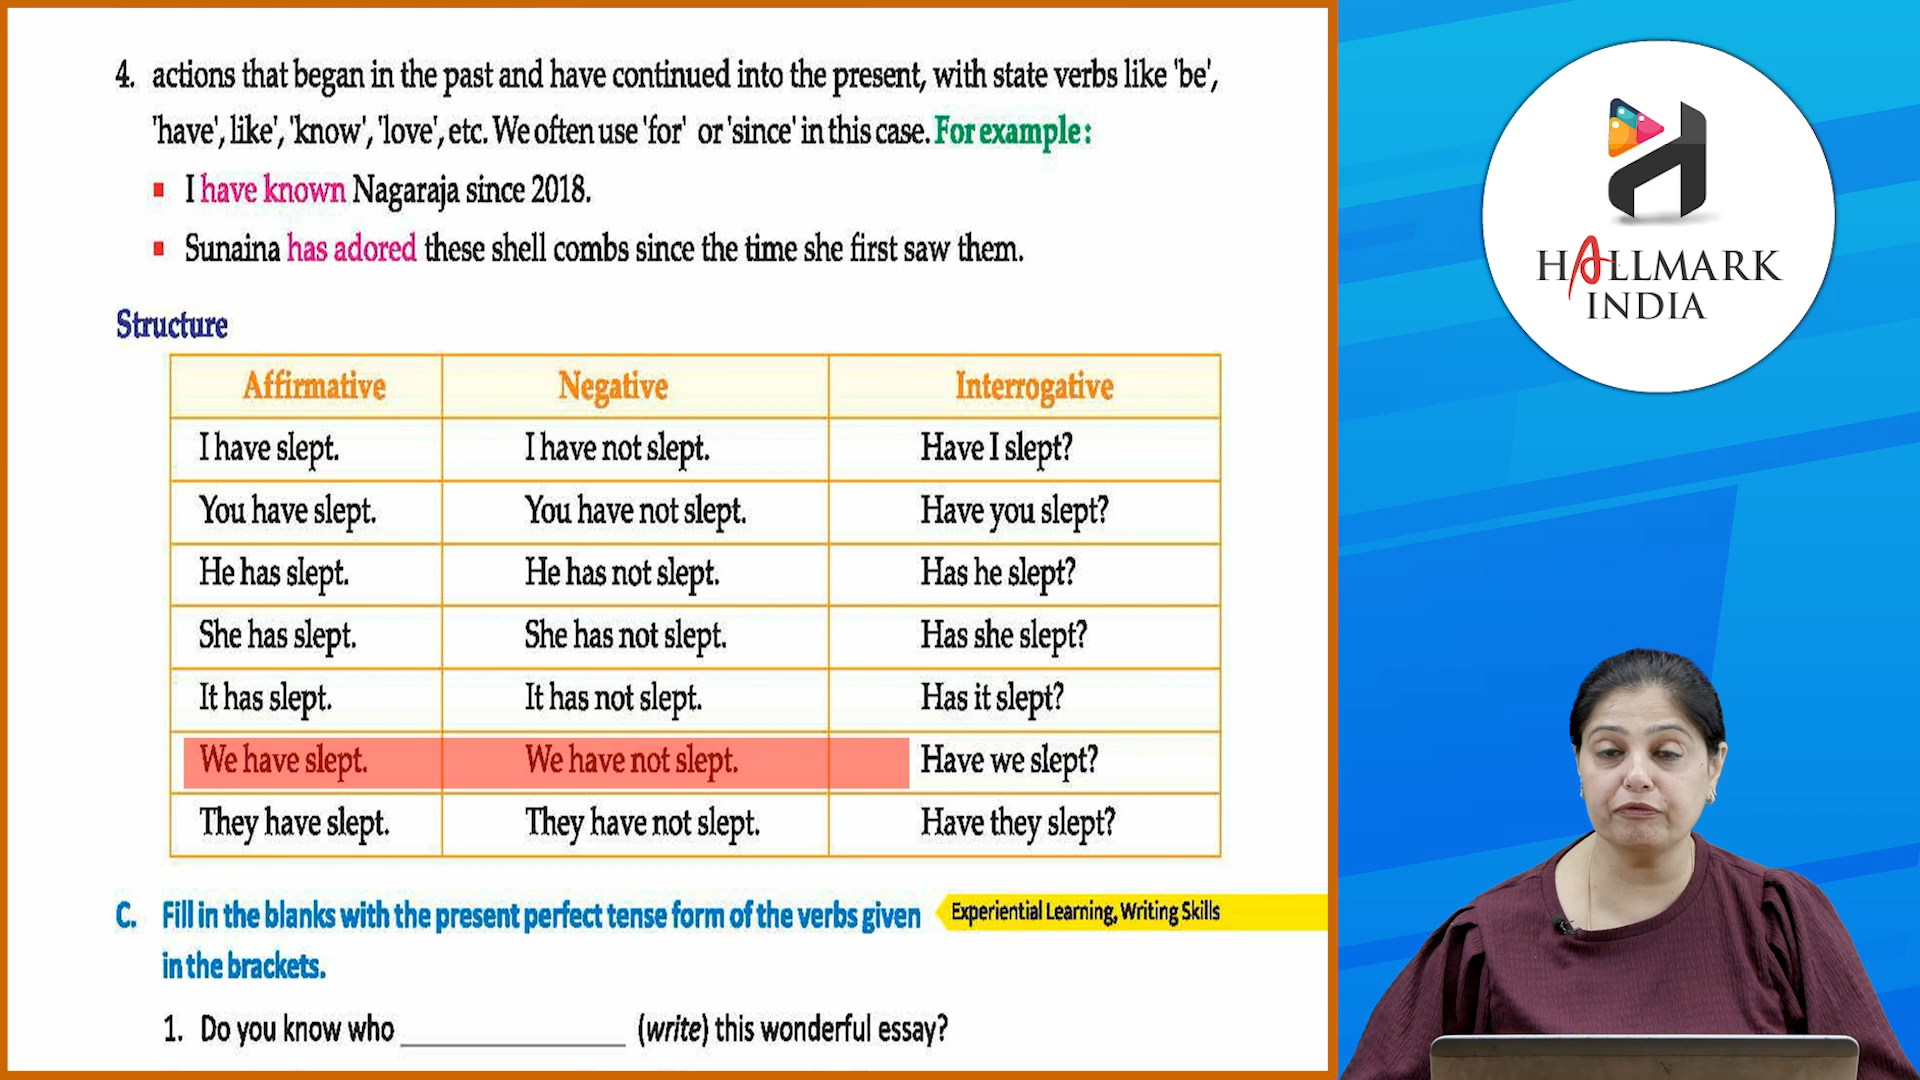 4. actions that began in the past and have continued into the present, with state verbs like 'be',
'have', like', 'know', 'love', etc. We often use 'for' or 'since' in this case. For example :
▪ I have known Nagaraja since 2018.
▪ Sunaina has adored these shell combs since the time she first saw them.
Structure
Affirmative Negative Interrogative
I have slept. I have not slept. Have I slept?
You have slept. You have not slept. Have you slept?
He has slept. He has not slept. Has he slept?
She has slept. She has not slept. Has she slept?
It has slept. It has not slept. Has it slept?
We have slept. We have not slept. Have we slept?
They have slept. They have not slept. Have they slept?
C. Fill in the blanks with the present perfect tense form of the verbs given
in the brackets.
Experiential Learning, Writing Skills
1. Do you know who ______________ (write) this wonderful essay?
HALLMARK
INDIA